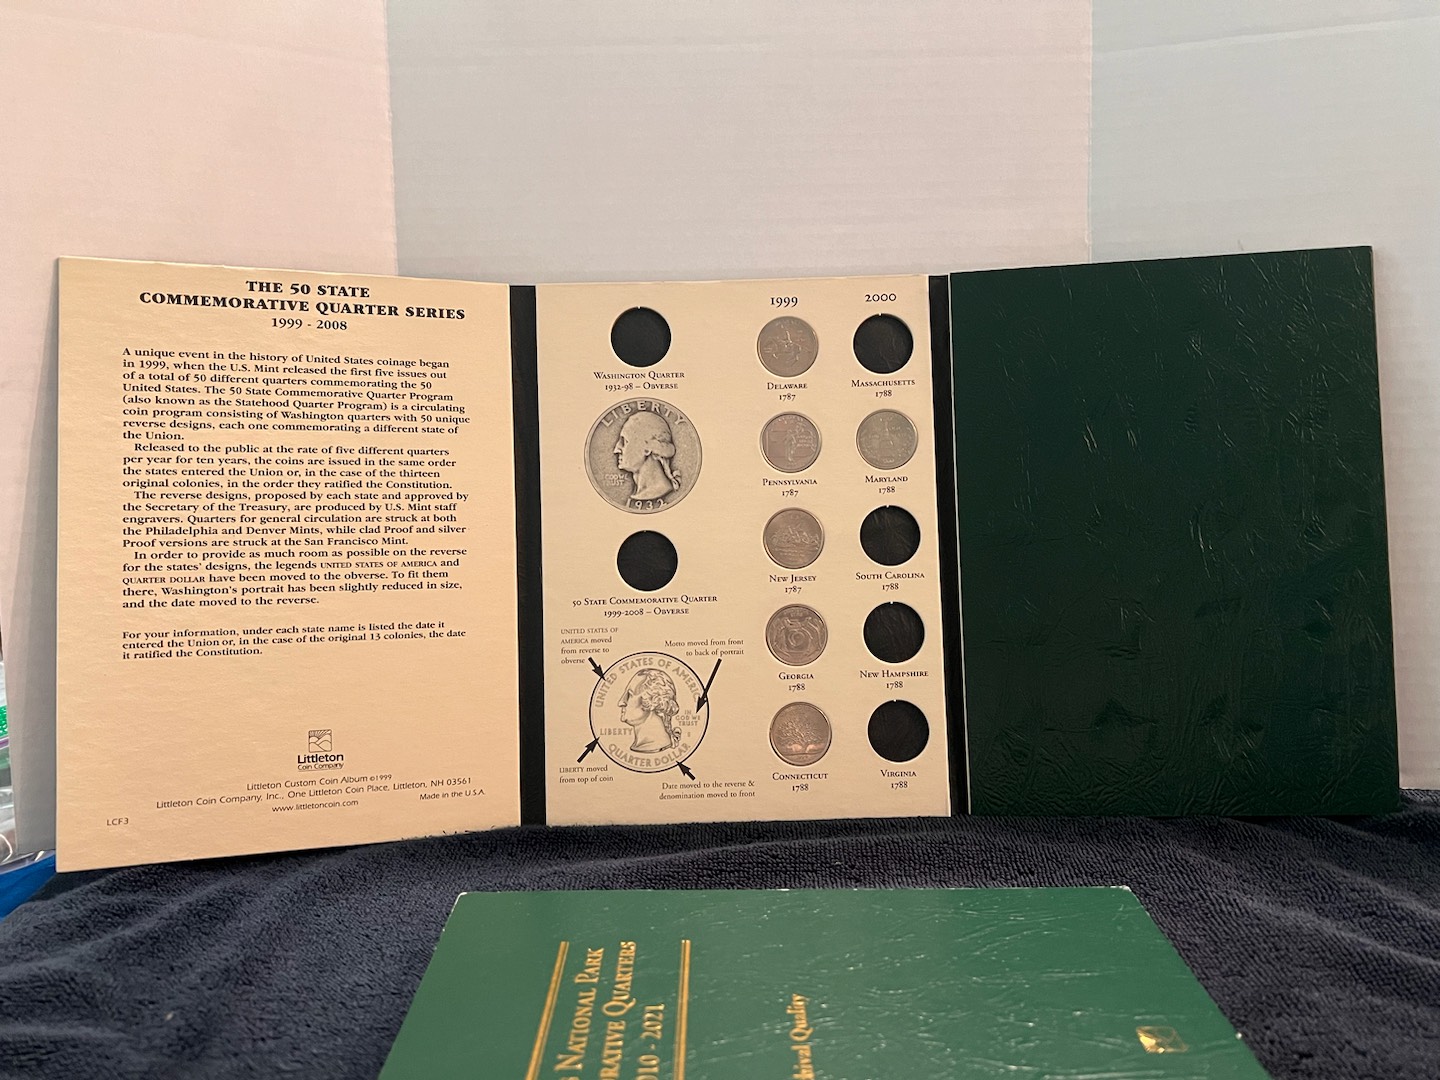 THE 50 STATE
COMMEMORATIVE QUARTER SERIES
1999 - 2008
A unique event in the history of United States coinage began
in 1999, when the U.S. Mint released the first five issues out
of a total of 50 different quarters commemorating the 50
United States. The 50 State Commemorative Quarter Program
(also known as the Statehood Quarter Program) is a circulating
coin program consisting of Washington quarters with 50 unique
reverse designs, each one commemorating a different state of
the Union.
Released to the public at the rate of five different quarters
per year for ten years, the coins are issued in the same order
the states entered the Union or, in the case of the thirteen
original colonies, in the order they ratified the Constitution.
The reverse designs, proposed by each state and approved by
the Secretary of the Treasury, are produced by U.S. Mint staff
engravers. Quarters for general circulation are struck at both
the Philadelphia and Denver Mints, while clad Proof and silver
Proof versions are struck at the San Francisco Mint.
In order to provide as much room as possible on the reverse
for the states' designs, the legends UNITED STATES OF AMERICA and
QUARTER DOLLAR have been moved to the obverse. To fit them
there, Washington's portrait has been slightly reduced in size,
and the date moved to the reverse.
For your information, under each state name is listed the date it
entered the Union or, in the case of the original 13 colonies, the date
it ratified the Constitution.
Littleton
Coin Company
Littleton Custom Coin Album ©1999
Littleton Coin Company, Inc., One Littleton Coin Place, Littleton, NH 03561
www.littletoncoin.com
Made in the U.S.A.
LCF3
WASHINGTON QUARTER
1932-98 – OBVERSE
LIBERTY
IN GOD WE
TRUST
1932
50 STATE COMMEMORATIVE QUARTER
1999-2008 – OBVERSE
UNITED STATES OF
AMERICA moved
from reverse to
obverse
Motto moved from front
to back of portrait
UNITED STATES OF AMERICA
LIBERTY
IN
GOD WE
TRUST
S
QUARTER DOLLAR
LIBERTY moved
from top of coin
Date moved to the reverse &
denomination moved to front
1999
DELAWARE
1787
PENNSYLVANIA
1787
NEW JERSEY
1787
GEORGIA
1788
CONNECTICUT
1788
2000
MASSACHUSETTS
1788
MARYLAND
1788
SOUTH CAROLINA
1788
NEW HAMPSHIRE
1788
VIRGINIA
1788
NATIONAL PARK
QUARTERS
2021
Quality